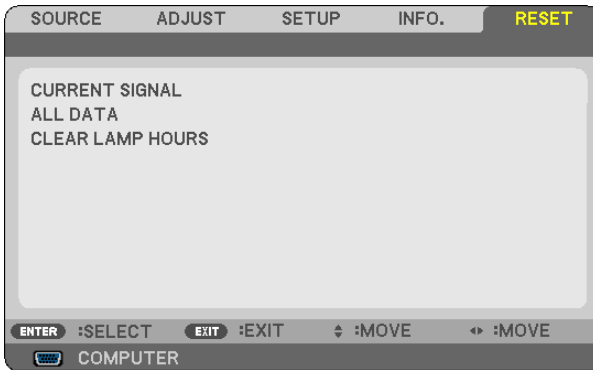 SOURCE ADJUST SETUP INFO. RESET
CURRENT SIGNAL
ALL DATA
CLEAR LAMP HOURS
ENTER :SELECT EXIT :EXIT :MOVE :MOVE
COMPUTER